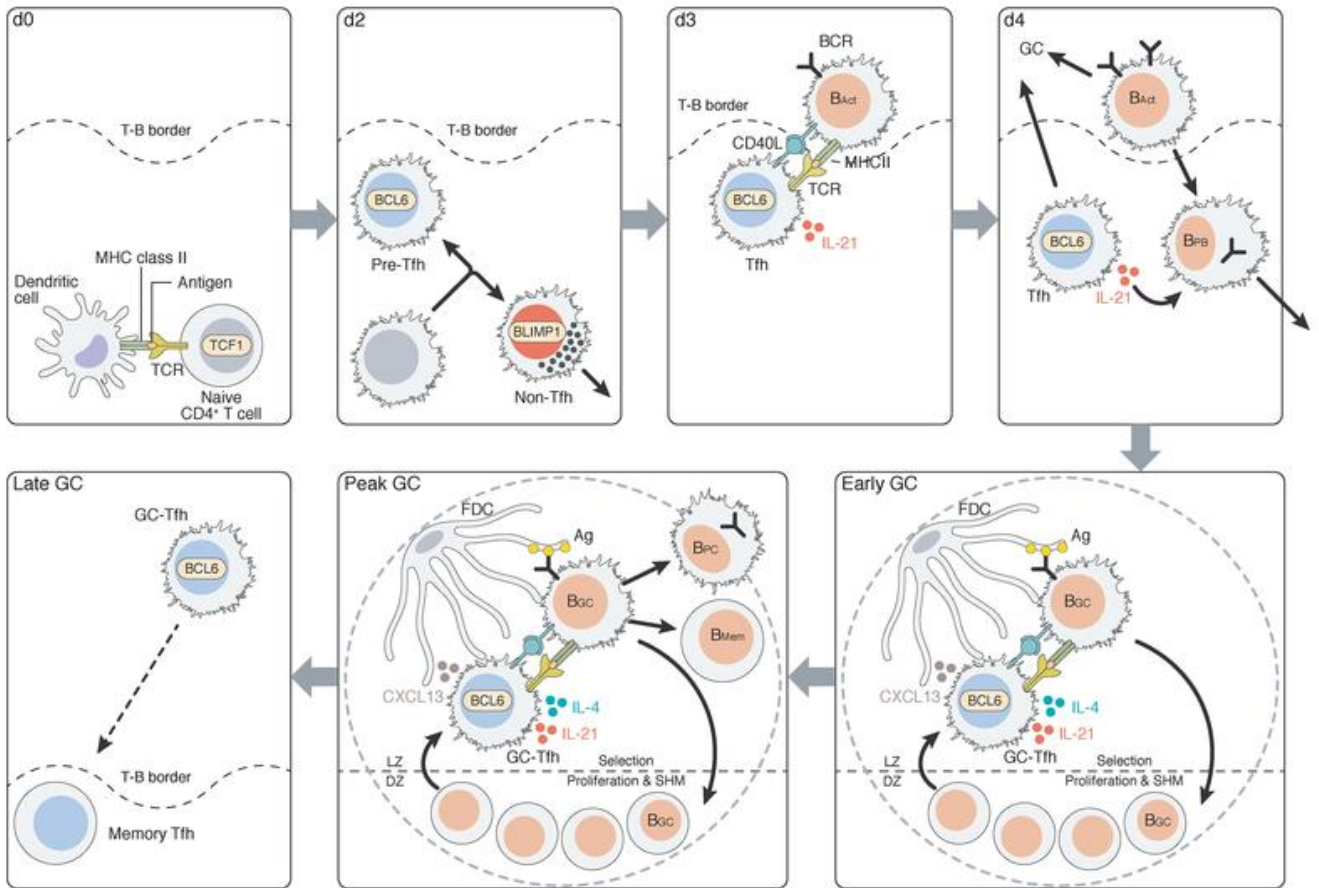 d0
T-B border
MHC class II
Dendritic
cell
Antigen
TCF1
TCR
Naive
CD4⁺ T cell
d2
T-B border
BCL6
Pre-Tfh
BLIMP1
Non-Tfh
d3
BCR
BAct
T-B border
CD40L
MHCII
TCR
BCL6
IL-21
Tfh
d4
GC
BAct
BCL6
BPB
Tfh
IL-21
Late GC
GC-Tfh
BCL6
T-B border
Memory Tfh
Peak GC
FDC
Ag
BPC
BGC
BMem
CXCL13
BCL6
IL-4
IL-21
GC-Tfh
LZ
Selection
DZ
Proliferation & SHM
BGC
Early GC
FDC
Ag
BGC
CXCL13
BCL6
IL-4
IL-21
GC-Tfh
LZ
Selection
DZ
Proliferation & SHM
BGC